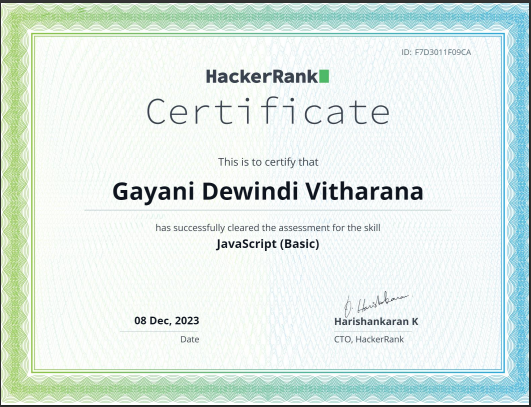 ID: F7D3011F09CA
HackerRank
Certificate
This is to certify that
Gayani Dewindi Vitharana
has successfully cleared the assessment for the skill
JavaScript (Basic)
08 Dec, 2023
Date
Harishankaran K
CTO, HackerRank